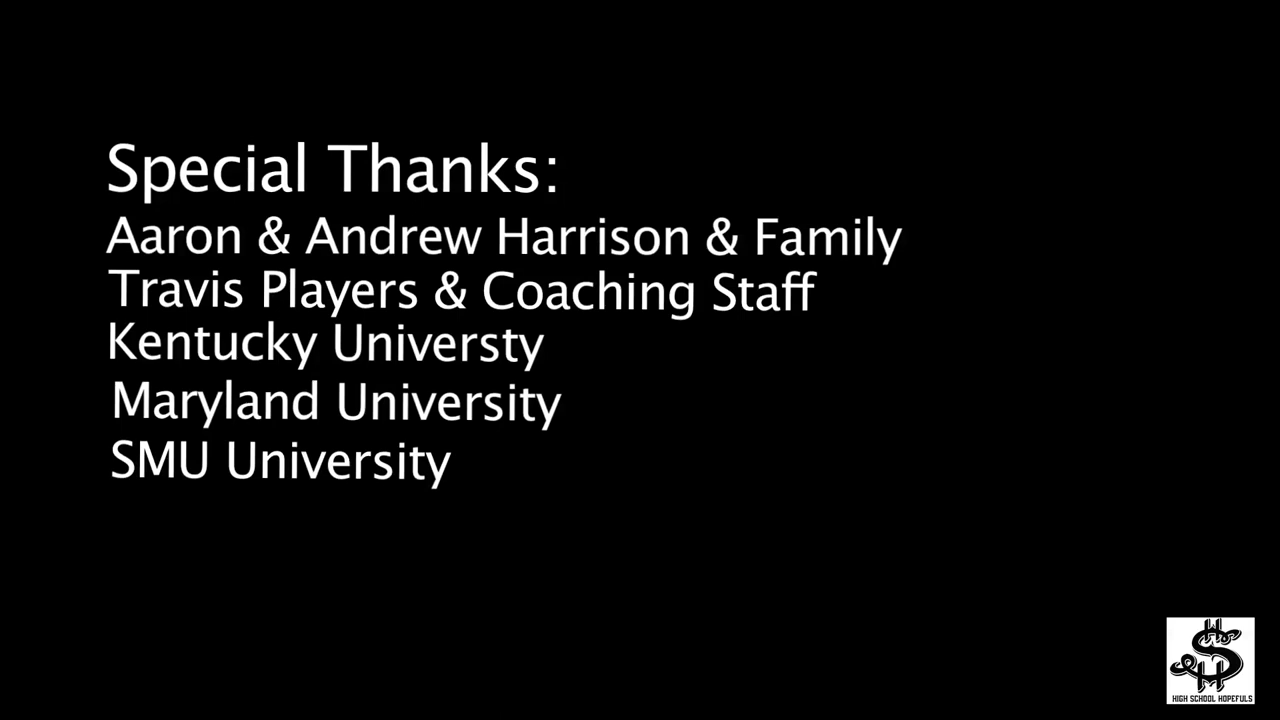 Special Thanks:
Aaron & Andrew Harrison & Family
Travis Players & Coaching Staff
Kentucky Universty
Maryland University
SMU University
HIGH SCHOOL HOPEFULS